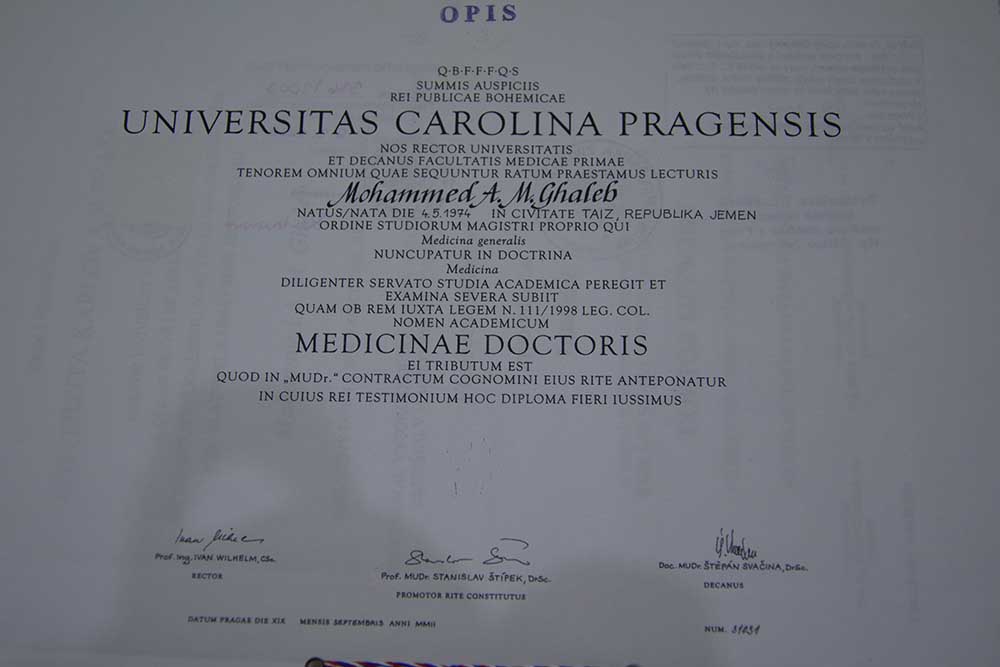 OPIS
Q·B·F·F·F·Q·S
SUMMIS AUSPICIIS
REI PUBLICAE BOHEMICAE
UNIVERSITAS CAROLINA PRAGENSIS
NOS RECTOR UNIVERSITATIS
ET DECANUS FACULTATIS MEDICAE PRIMAE
TENOREM OMNIUM QUAE SEQUUNTUR RATUM PRAESTAMUS LECTURIS
Mohammed A. M. Ghaleb
NATUS/NATA DIE 4.5.1974 IN CIVITATE TAIZ, REPUBLIKA JEMEN
ORDINE STUDIORUM MAGISTRI PROPRIO QUI
Medicina generalis
NUNCUPATUR IN DOCTRINA
Medicina
DILIGENTER SERVATO STUDIA ACADEMICA PEREGIT ET
EXAMINA SEVERA SUBIIT
QUAM OB REM IUXTA LEGEM N. 111/1998 LEG. COL.
NOMEN ACADEMICUM
MEDICINAE DOCTORIS
EI TRIBUTUM EST
QUOD IN „MUDr.“ CONTRACTUM COGNOMINI EIUS RITE ANTEPONATUR
IN CUIUS REI TESTIMONIUM HOC DIPLOMA FIERI IUSSIMUS
Prof. Ing. IVAN WILHELM, CSc.
RECTOR
Prof. MUDr. STANISLAV ŠTÍPEK, DrSc.
PROMOTOR RITE CONSTITUTUS
Doc. MUDr. ŠTĚPÁN SVAČINA, DrSc.
DECANUS
DATUM PRAGAE DIE XIX MENSIS SEPTEMBRIS ANNI MMII
NUM. 31231